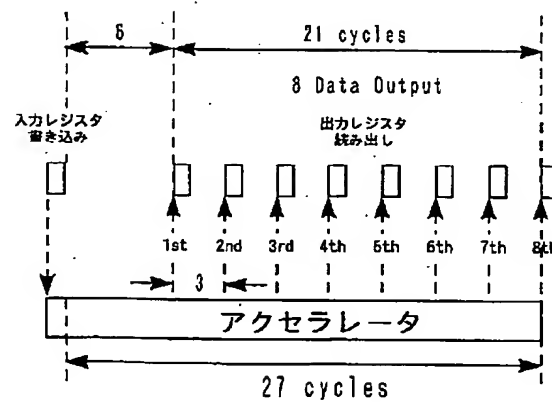 6
21 cycles
8 Data Output
入力レジスタ
書き込み
出力レジスタ
読み出し
1st 2nd 3rd 4th 5th 6th 7th 8th
3
アクセラレータ
27 cycles